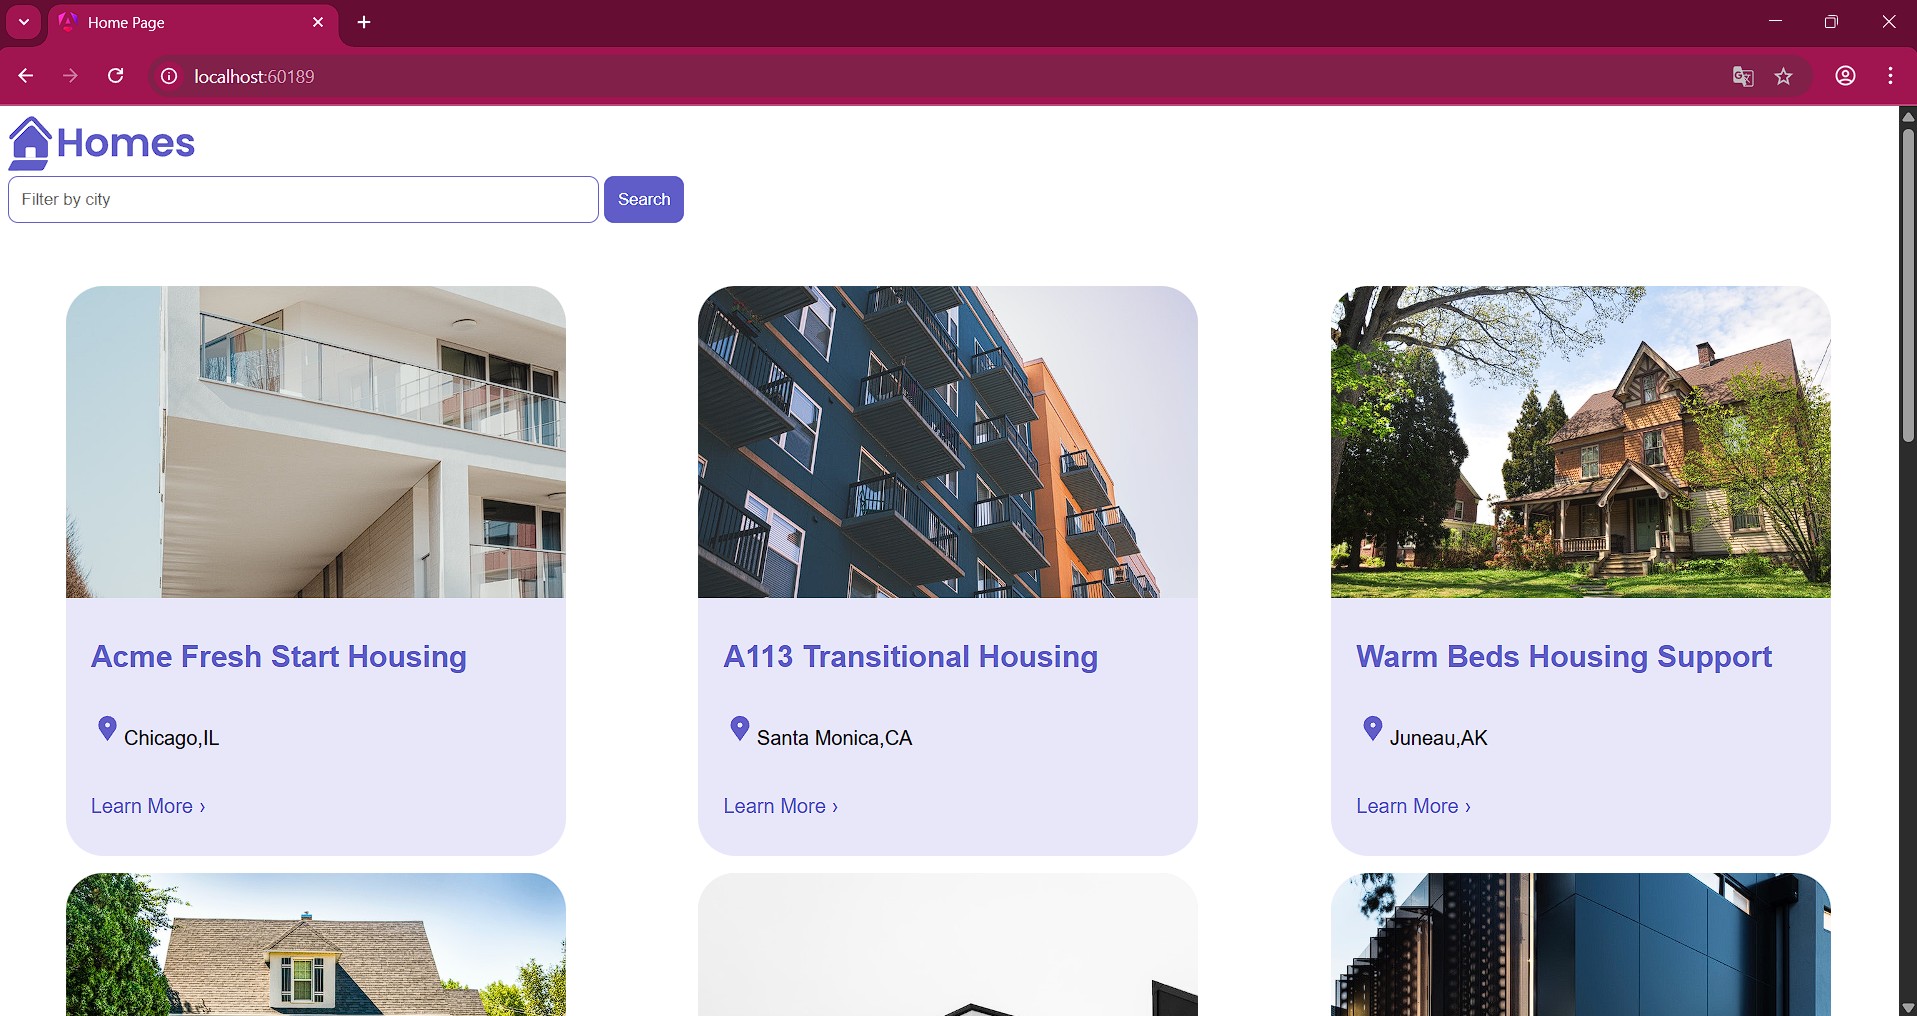 Home Page
localhost:60189
Homes
Filter by city
Search
Acme Fresh Start Housing
Chicago,IL
Learn More ›
A113 Transitional Housing
Santa Monica,CA
Learn More ›
Warm Beds Housing Support
Juneau,AK
Learn More ›